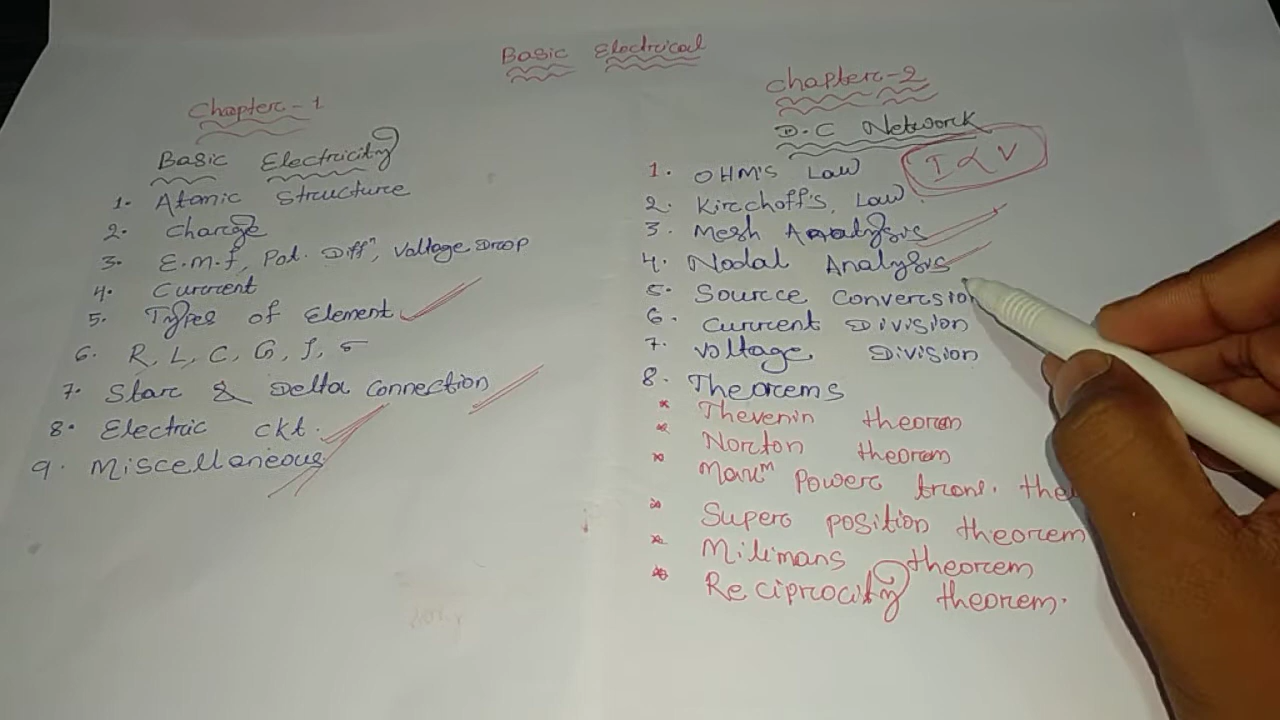 Basic Electrical
Chapter - 1
Basic Electricity
1. Atomic Structure
2. Charge
3. E.m.f, Pot. Diffⁿ, Voltage Drop
4. Current
5. Types of Element
6. R, L, C, G, ρ, σ
7. Star & Delta Connection
8. Electric ckt.
9. Miscellaneous
Chapter-2
D.C Network
I ∝ V
1. OHM'S Law
2. Kirchoff's Law
3. Mesh Analysis
4. Nodal Analysis
5. Source Conversion
6. Current Division
7. Voltage Division
8. Theorems
* Thevenin theorem
* Norton theorem
* Maxᵐ Power trans. the
* Super position theorem
* Milimans theorem
* Reciprocity theorem.